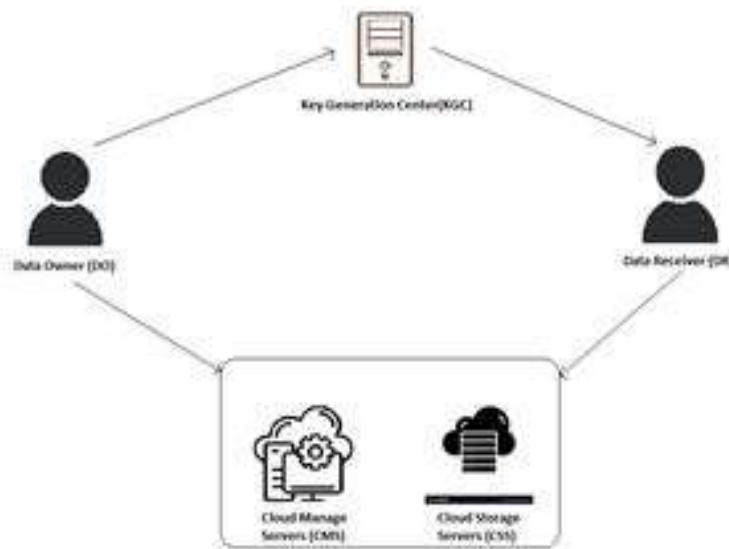 Key Generation Center(KGC)
Data Owner (DO)
Data Receiver (DR
Cloud Manage
Servers (CMS)
Cloud Storage
Servers (CSS)